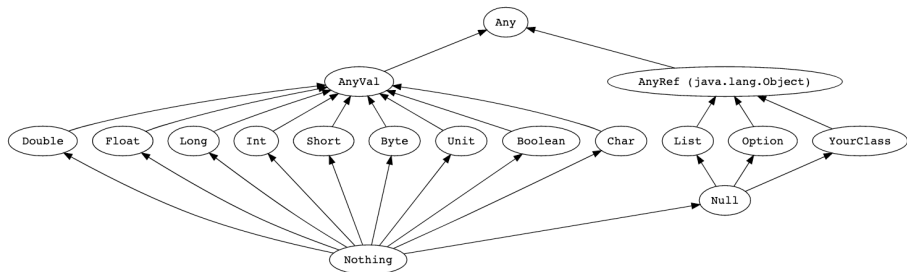 Any
AnyVal
AnyRef (java.lang.Object)
Double
Float
Long
Int
Short
Byte
Unit
Boolean
Char
List
Option
YourClass
Null
Nothing